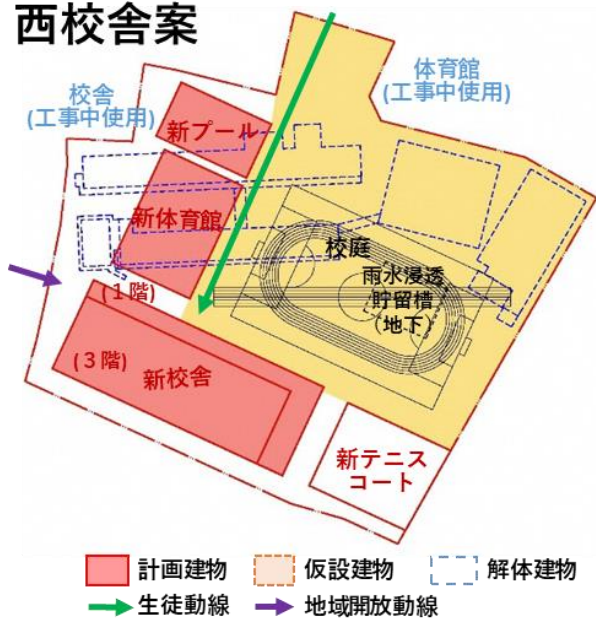 西校舎案
校舎
(工事中使用)
体育館
(工事中使用)
新プール
新体育館
校庭
雨水浸透
貯留槽
(地下)
(1階)
(3階)
新校舎
新テニス
コート
計画建物
仮設建物
解体建物
生徒動線
地域開放動線